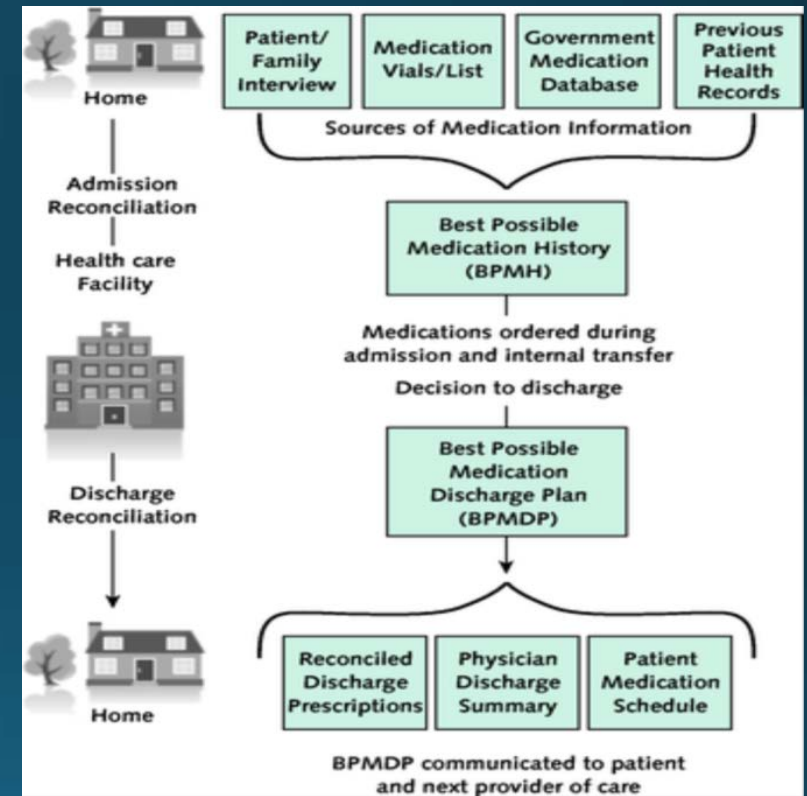 Home
Admission
Reconciliation
Health care
Facility
Discharge
Reconciliation
Home
Patient/
Family
Interview
Medication
Vials/List
Government
Medication
Database
Previous
Patient
Health
Records
Sources of Medication Information
Best Possible
Medication History
(BPMH)
Medications ordered during
admission and internal transfer
Decision to discharge
Best Possible
Medication
Discharge Plan
(BPMDP)
Reconciled
Discharge
Prescriptions
Physician
Discharge
Summary
Patient
Medication
Schedule
BPMDP communicated to patient
and next provider of care